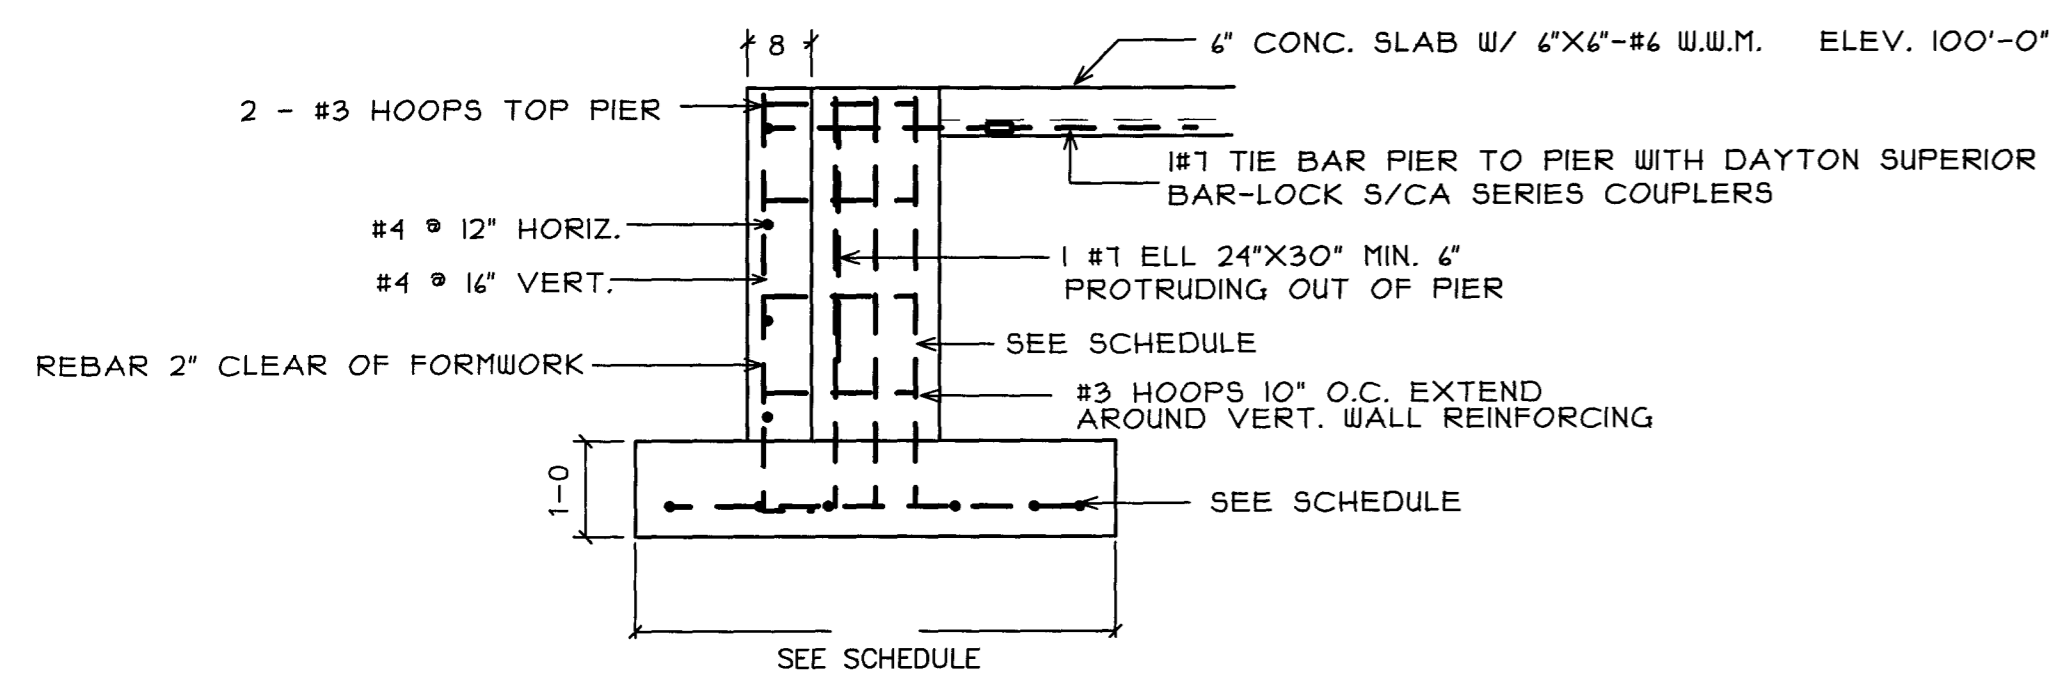 8
6" CONC. SLAB W/ 6"X6"-#6 W.W.M. ELEV. 100'-0"
2 - #3 HOOPS TOP PIER
1#7 TIE BAR PIER TO PIER WITH DAYTON SUPERIOR
BAR-LOCK S/CA SERIES COUPLERS
#4 @ 12" HORIZ.
1 #7 ELL 24"X30" MIN. 6"
PROTRUDING OUT OF PIER
#4 @ 16" VERT.
SEE SCHEDULE
REBAR 2" CLEAR OF FORMWORK
#3 HOOPS 10" O.C. EXTEND
AROUND VERT. WALL REINFORCING
1-0
SEE SCHEDULE
SEE SCHEDULE